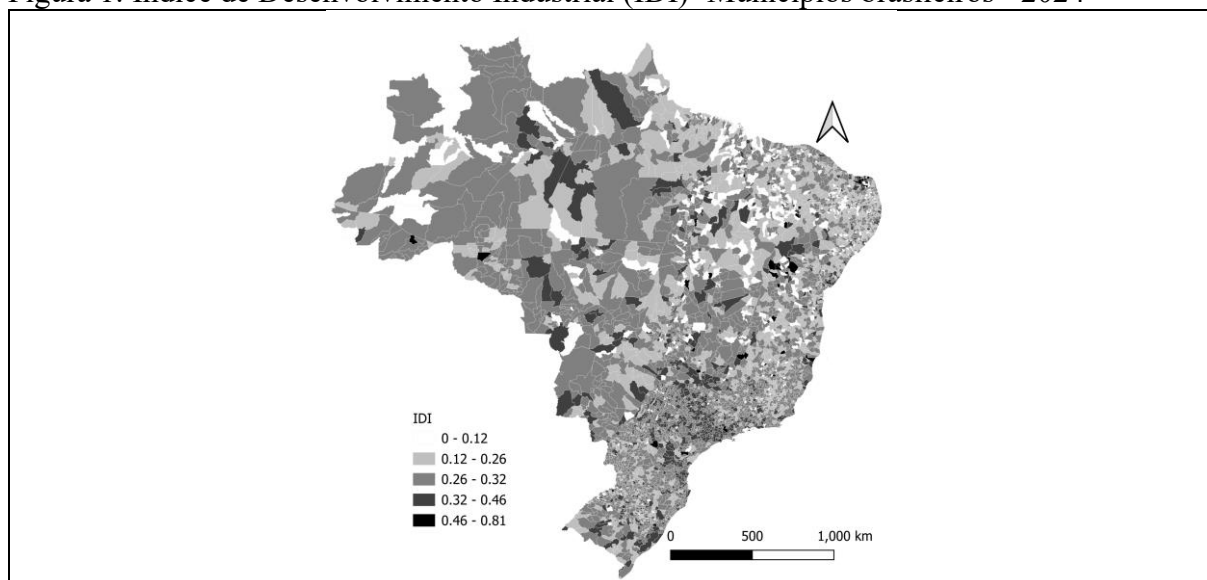 Figura 1: Índice de Desenvolvimento Industrial (IDI)- Municípios brasileiros - 2024
IDI
0 - 0.12
0.12 - 0.26
0.26 - 0.32
0.32 - 0.46
0.46 - 0.81
0 500 1,000 km